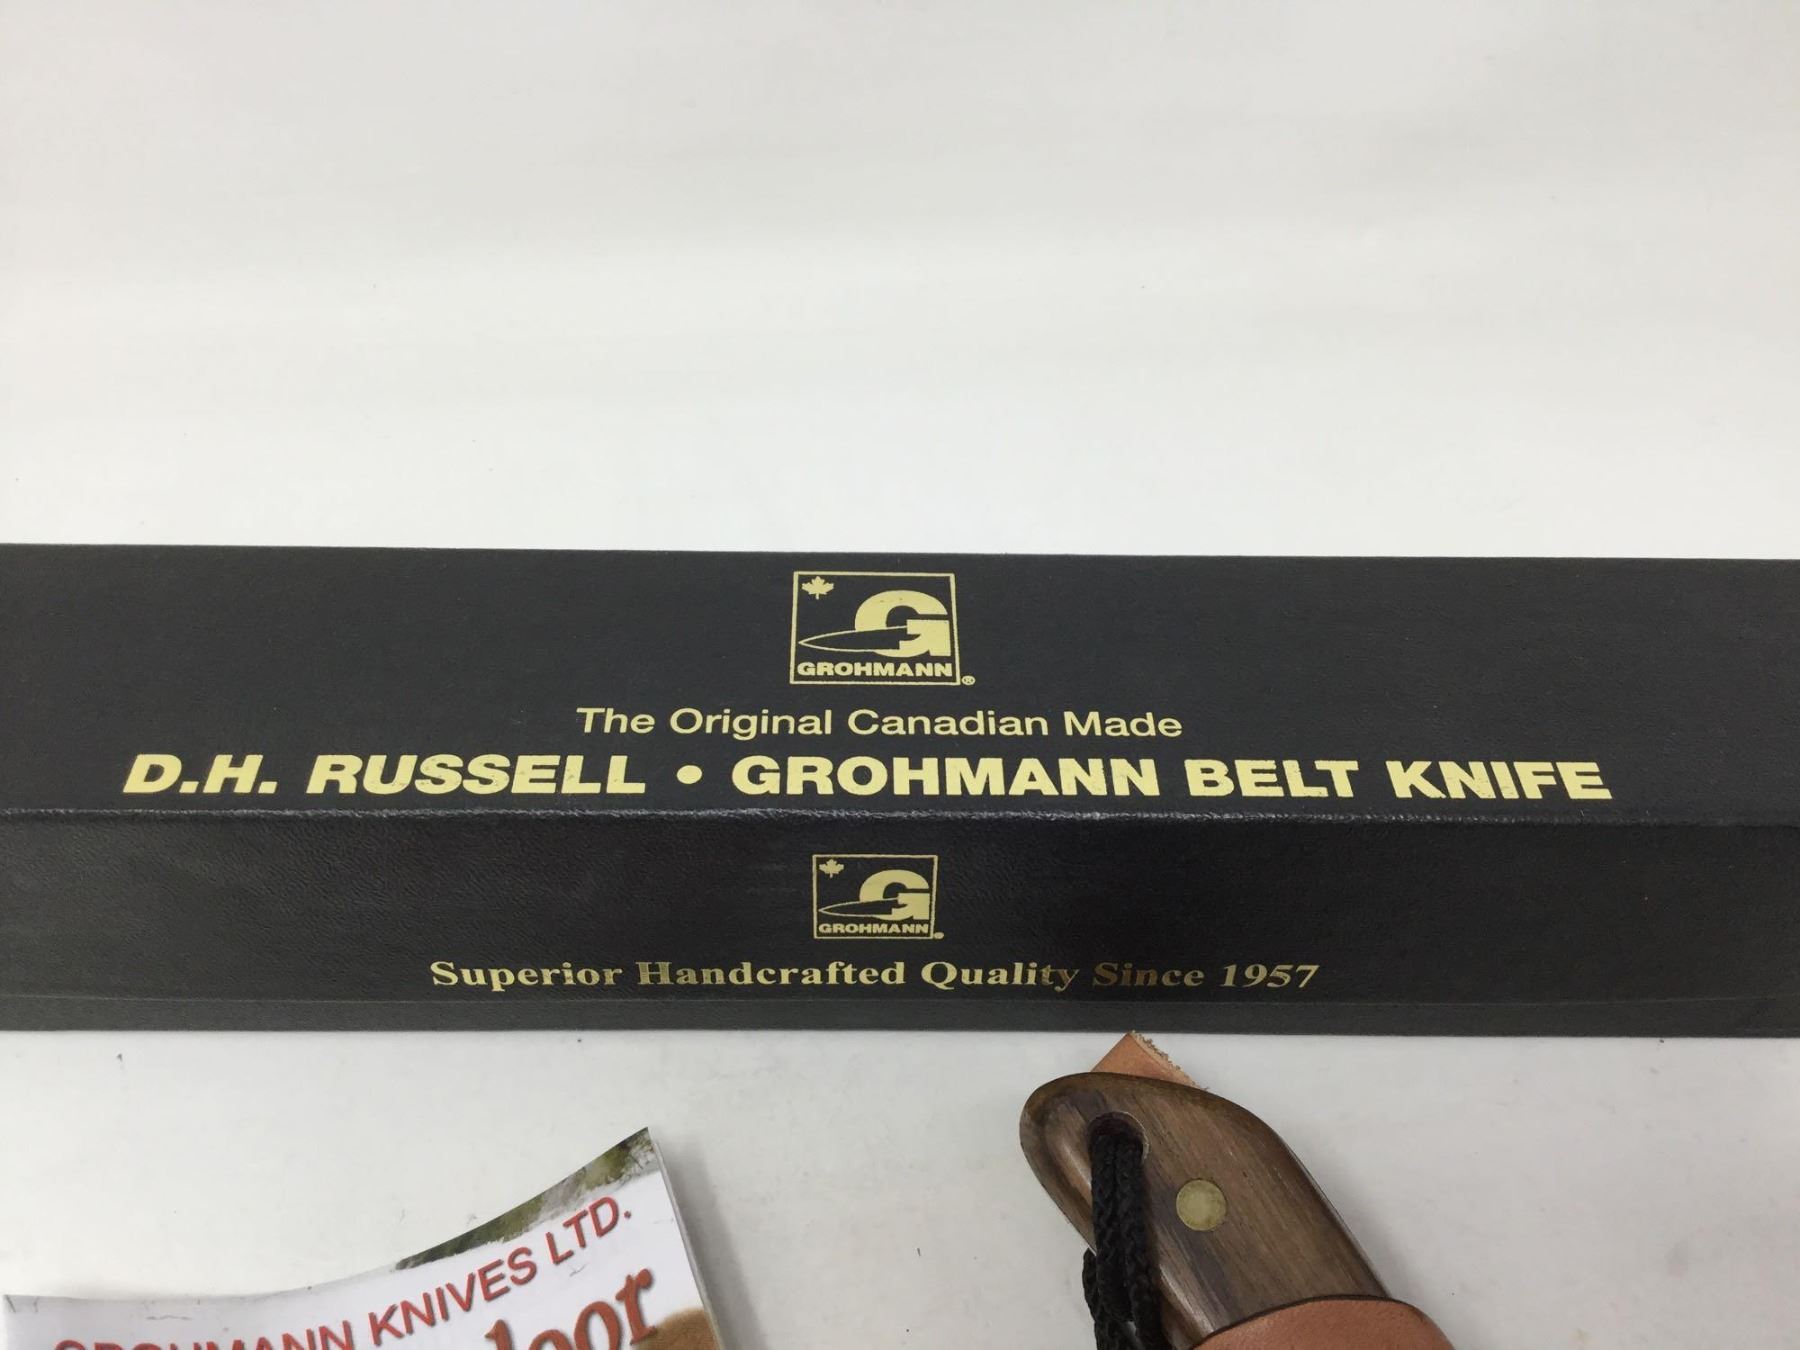 G
GROHMANN®
The Original Canadian Made
D.H. RUSSELL • GROHMANN BELT KNIFE
G
GROHMANN®
Superior Handcrafted Quality Since 1957
GROHMANN KNIVES LTD.